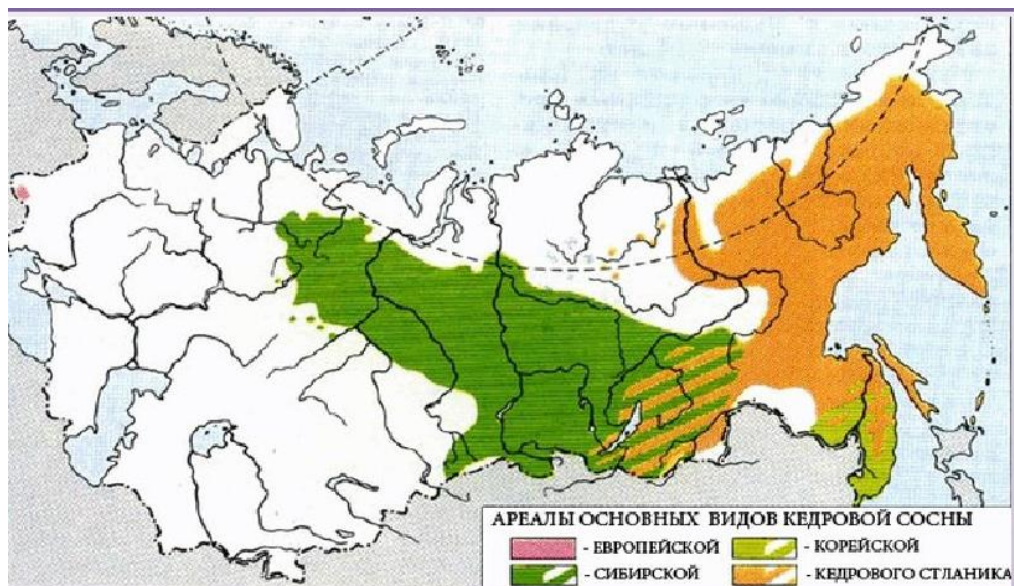 АРЕАЛЫ ОСНОВНЫХ ВИДОВ КЕДРОВОЙ СОСНЫ
- ЕВРОПЕЙСКОЙ - КОРЕЙСКОЙ
- СИБИРСКОЙ - КЕДРОВОГО СТЛАНИКА